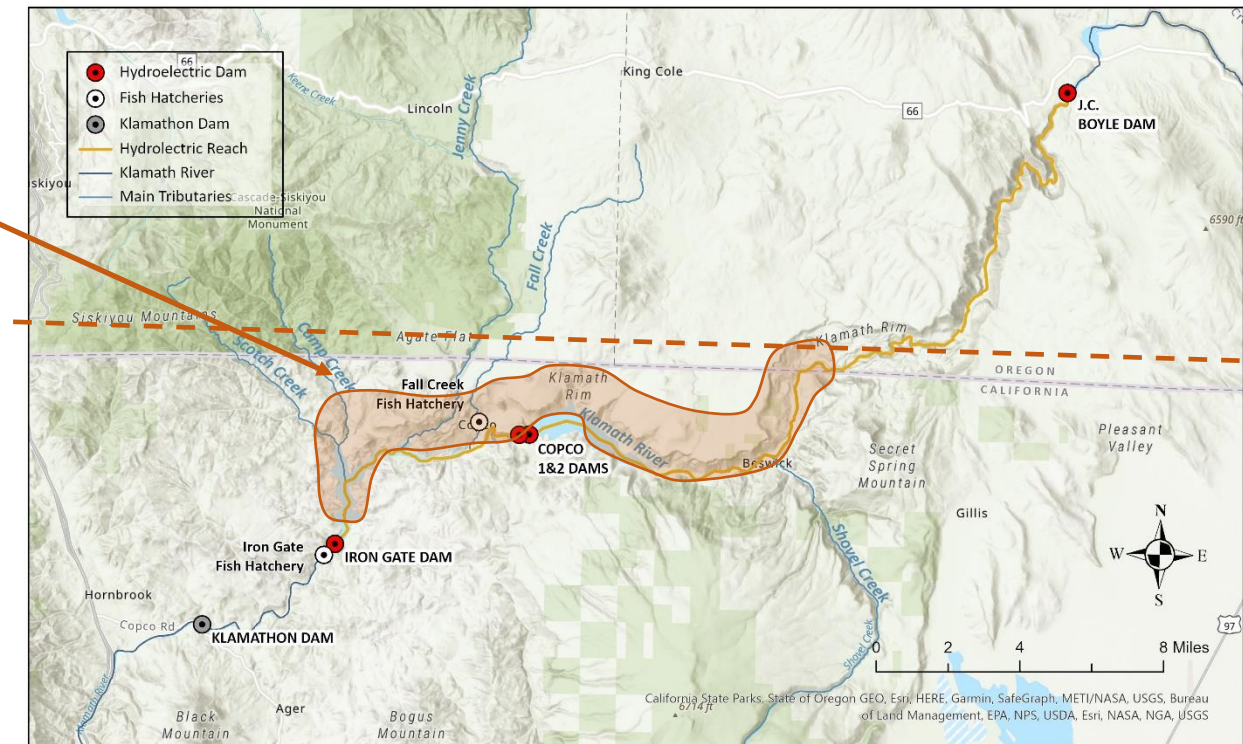 Hydroelectric Dam
Fish Hatcheries
Klamathon Dam
Hydrolectric Reach
Klamath River
Main Tributaries
66
Keene Creek
Lincoln
Jenny Creek
King Cole
66
J.C.
BOYLE DAM
skiyou
Cascade-Siskiyou
National
Monument
6590 ft
Fall Creek
Siskiyou Mountains
Scotch Creek
Camp Creek
Agate Flat
Klamath Rim
OREGON
CALIFORNIA
Fall Creek
Fish Hatchery
Klamath
Rim
COPCO
1&2 DAMS
Klamath River
Beswick
Secret
Spring
Mountain
Pleasant
Valley
Gillis
N
W
E
S
Iron Gate
Fish Hatchery
IRON GATE DAM
Shovel Creek
Hornbrook
Copco Rd
KLAMATHON DAM
97
Shovel Creek
0 2 4 8 Miles
Klamath River
Black
Mountain
Ager
Bogus
Mountain
6714 ft
California State Parks, State of Oregon GEO, Esri, HERE, Garmin, SafeGraph, METI/NASA, USGS, Bureau
of Land Management, EPA, NPS, USDA, Esri, NASA, NGA, USGS